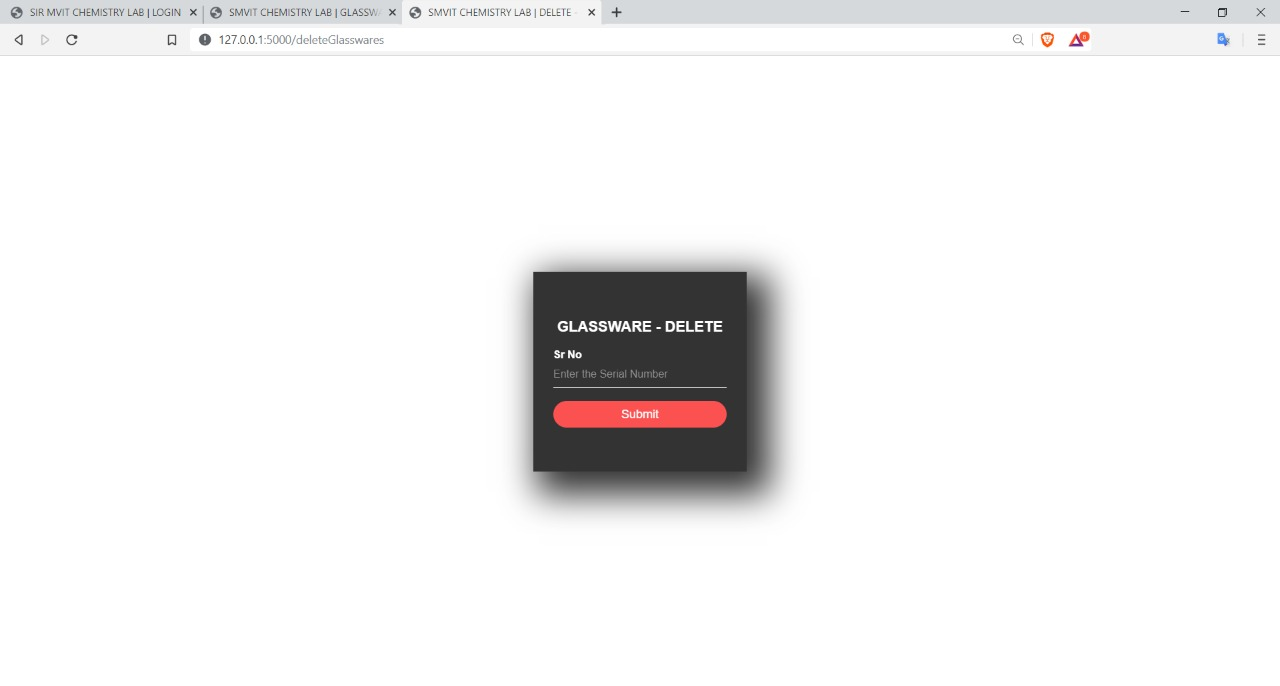 SIR MVIT CHEMISTRY LAB | LOGIN
SMVIT CHEMISTRY LAB | GLASSWA
SMVIT CHEMISTRY LAB | DELETE -
127.0.0.1:5000/deleteGlasswares
GLASSWARE - DELETE
Sr No
Enter the Serial Number
Submit